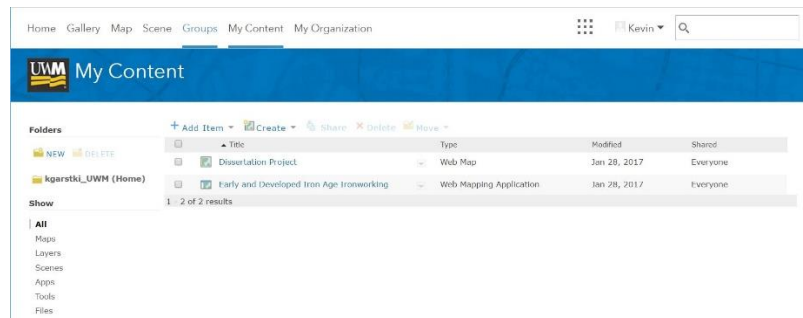 Home Gallery Map Scene Groups My Content My Organization Kevin
UWM My Content
Folders
NEW DELETE
kgarstki_UWM (Home)
Show
All
Maps
Layers
Scenes
Apps
Tools
Files
Add Item Create Share Delete Move
Title Type Modified Shared
Dissertation Project Web Map Jan 28, 2017 Everyone
Early and Developed Iron Age Ironworking Web Mapping Application Jan 28, 2017 Everyone
1 - 2 of 2 results